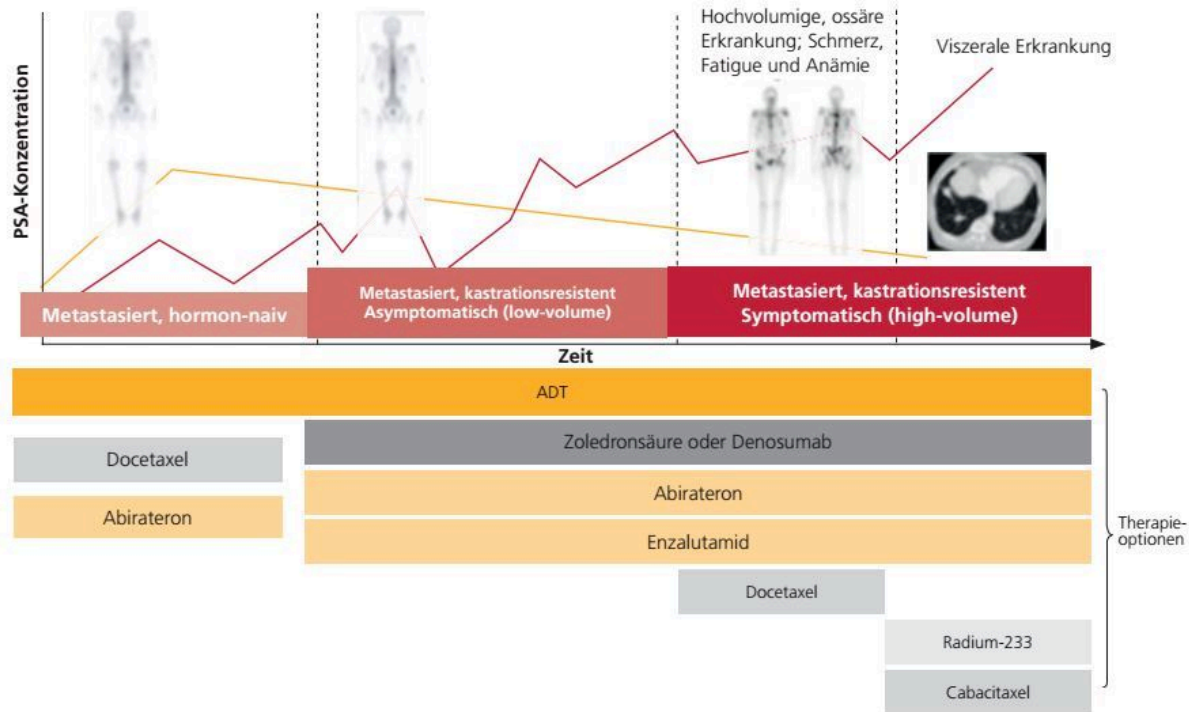 Hochvolumige, ossäre
Erkrankung; Schmerz,
Fatigue und Anämie
Viszerale Erkrankung
PSA-Konzentration
Metastasiert, hormon-naiv
Metastasiert, kastrationsresistent
Asymptomatisch (low-volume)
Metastasiert, kastrationsresistent
Symptomatisch (high-volume)
Zeit
ADT
Docetaxel
Zoledronsäure oder Denosumab
Abirateron
Abirateron
Enzalutamid
Therapie-
optionen
Docetaxel
Radium-233
Cabacitaxel